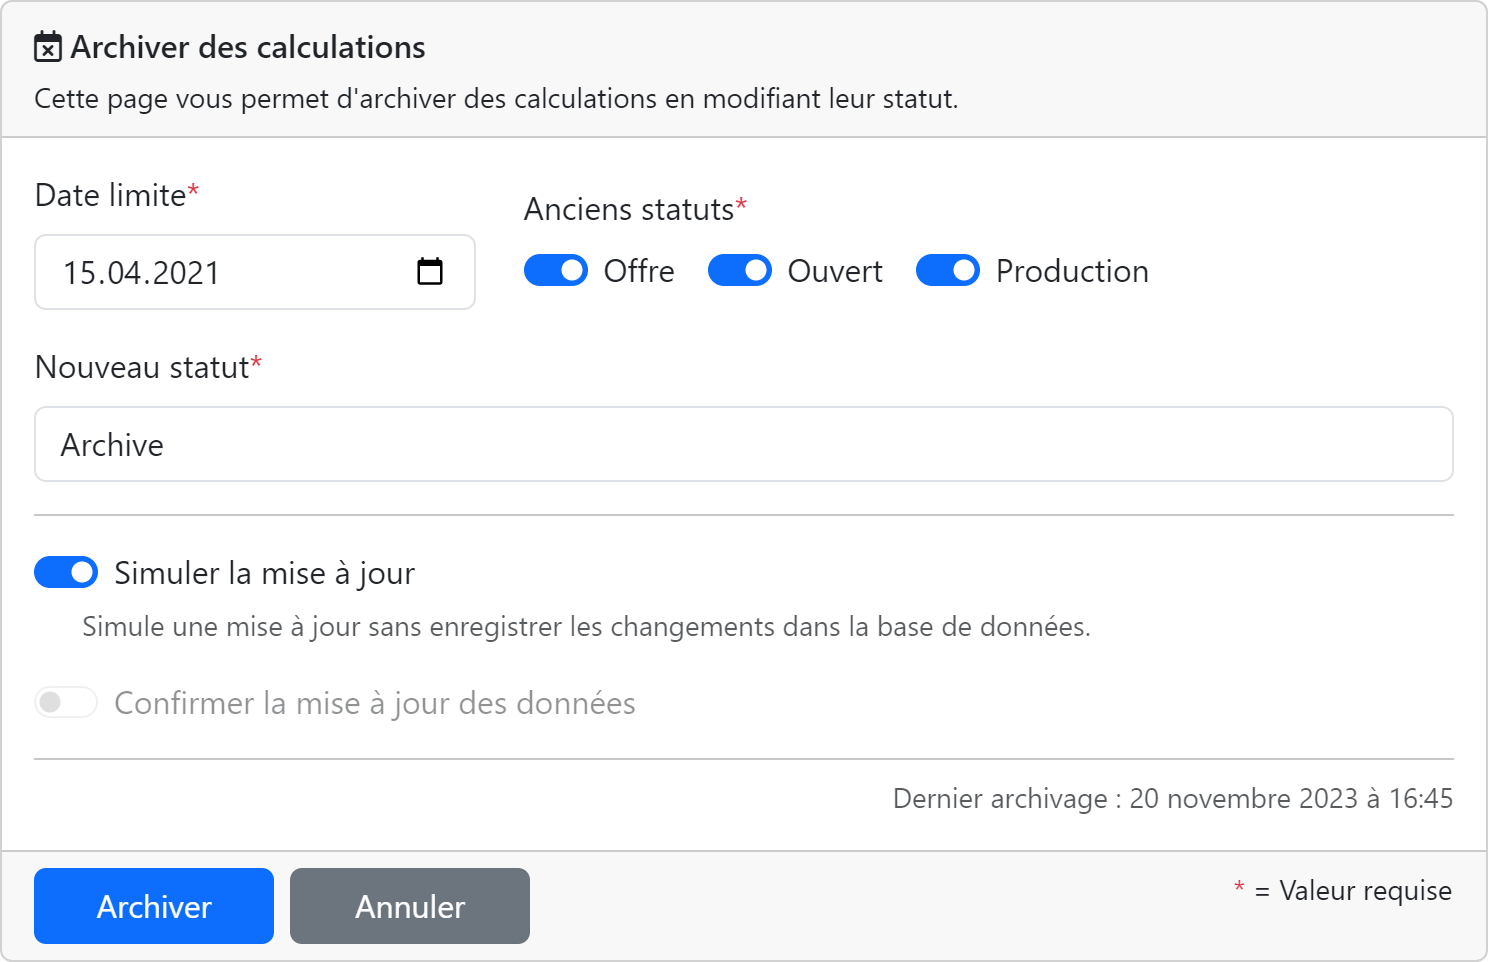 Archiver des calculations
Cette page vous permet d'archiver des calculations en modifiant leur statut.
Date limite*
15.04.2021
Anciens statuts*
Offre Ouvert Production
Nouveau statut*
Archive
Simuler la mise à jour
Simule une mise à jour sans enregistrer les changements dans la base de données.
Confirmer la mise à jour des données
Dernier archivage : 20 novembre 2023 à 16:45
Archiver Annuler
* = Valeur requise